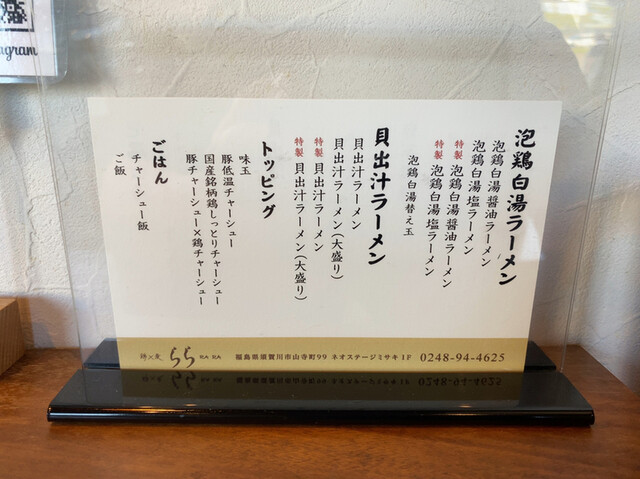 泡鶏白湯ラーメン
泡鶏白湯醤油ラーメン
泡鶏白湯塩ラーメン
特製 泡鶏白湯醤油ラーメン
特製 泡鶏白湯塩ラーメン
泡鶏白湯替え玉
貝出汁ラーメン
貝出汁ラーメン
貝出汁ラーメン(大盛り)
特製 貝出汁ラーメン
特製 貝出汁ラーメン(大盛り)
トッピング
味玉
豚低温チャーシュー
国産銘柄鶏しっとりチャーシュー
豚チャーシュー×鶏チャーシュー
ごはん
チャーシュー飯
ご飯
らら RA RA
福島県須賀川市山寺町99 ネオステージミサキ1F 0248-94-4625
agram